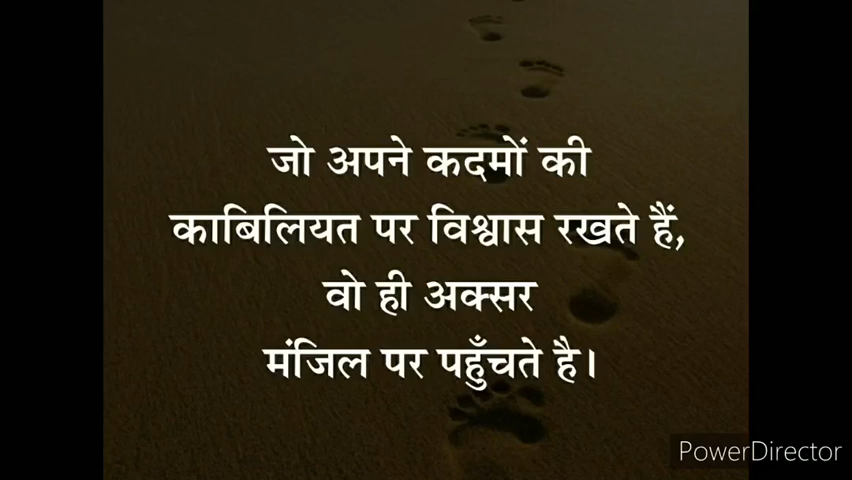 जो अपने कदमों की
काबिलियत पर विश्वास रखते हैं,
वो ही अक्सर
मंजिल पर पहुँचते है।
PowerDirector